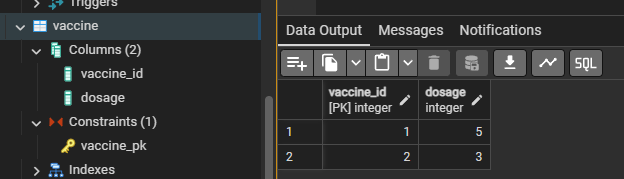 Triggers
vaccine
Columns (2)
vaccine_id
dosage
Constraints (1)
vaccine_pk
Indexes
Data Output Messages Notifications
SQL
vaccine_id dosage
[PK] integer integer
1 1 5
2 2 3